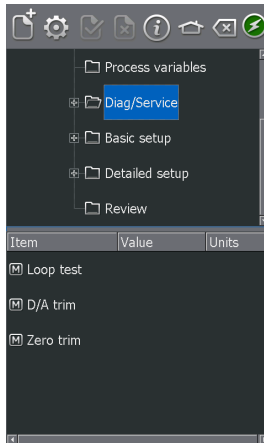 Process variables
Diag/Service
Basic setup
Detailed setup
Review
Item Value Units
M Loop test
M D/A trim
M Zero trim